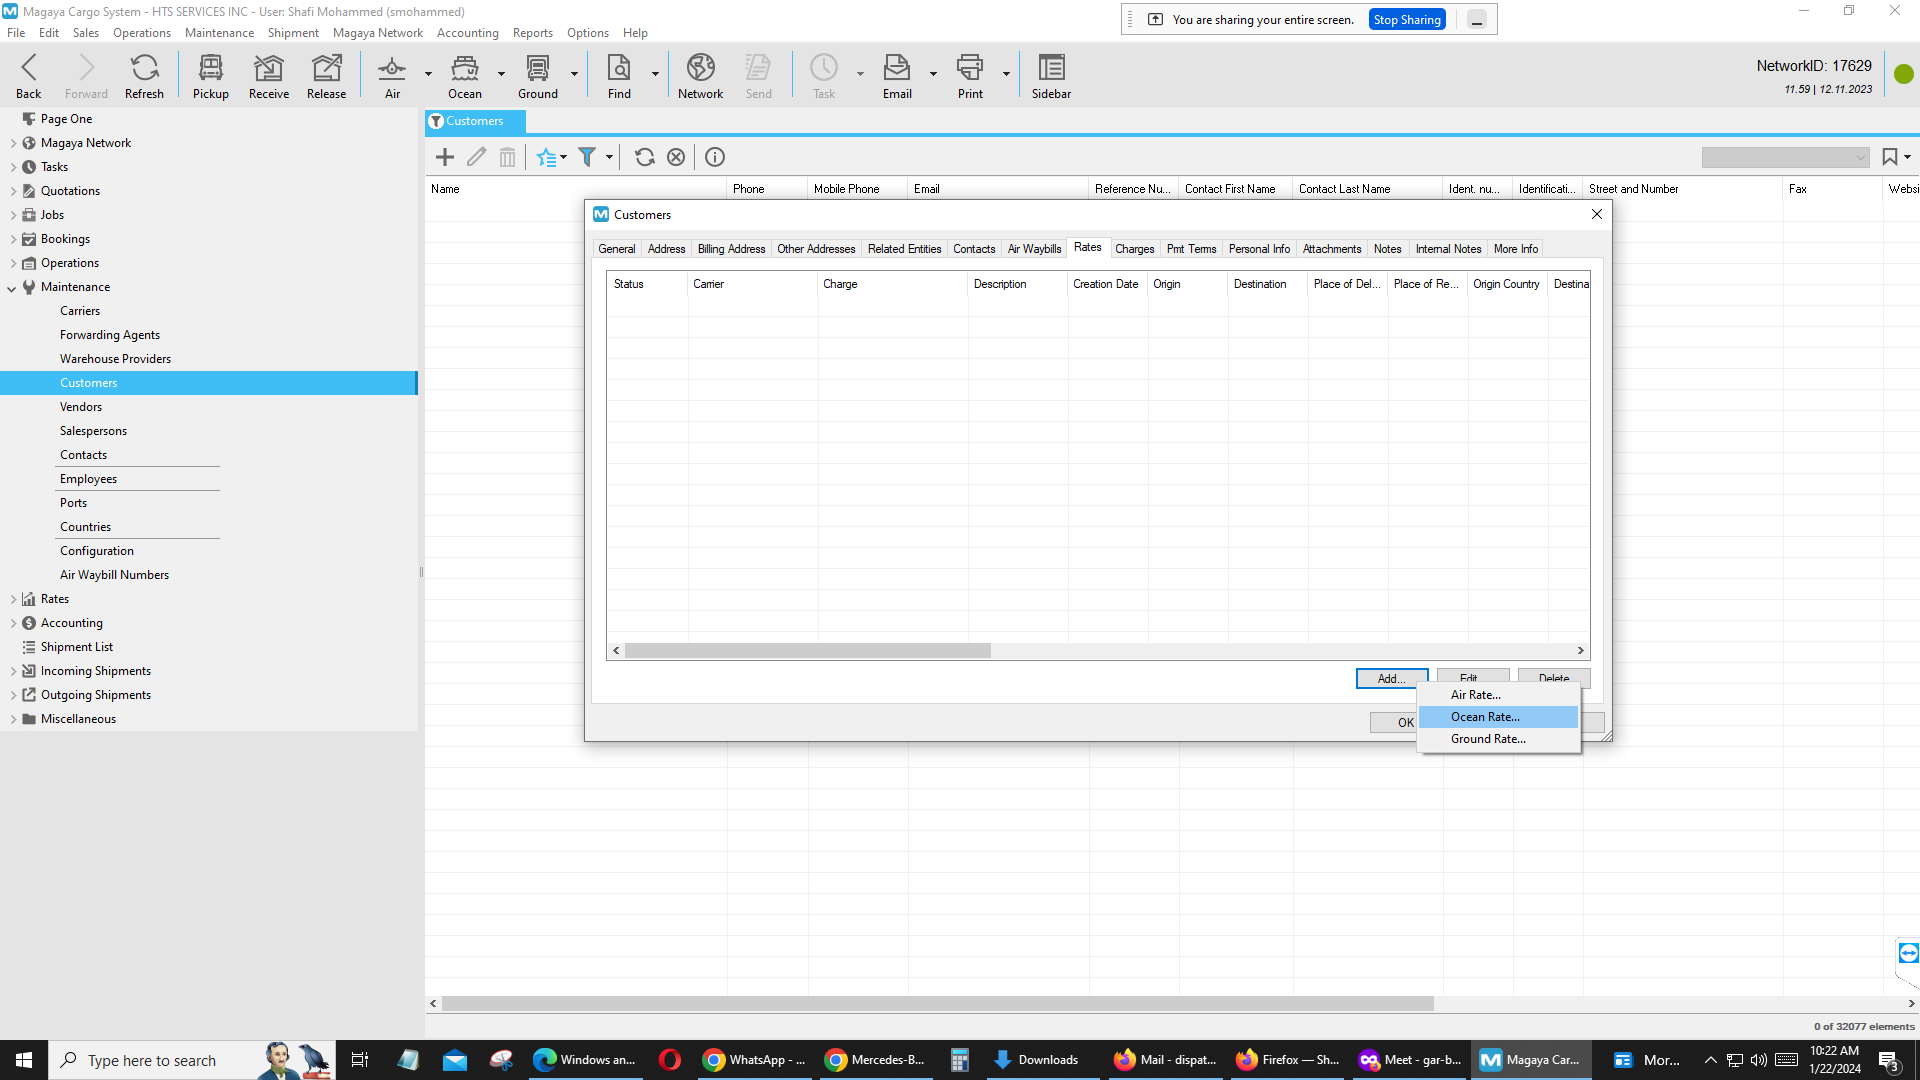 Magaya Cargo System - HTS SERVICES INC - User: Shafi Mohammed (smohammed)
You are sharing your entire screen. Stop Sharing
File Edit Sales Operations Maintenance Shipment Magaya Network Accounting Reports Options Help
Back Forward Refresh Pickup Receive Release Air Ocean Ground Find Network Send Task Email Print Sidebar
NetworkID: 17629
11.59 | 12.11.2023
Page One
Magaya Network
Tasks
Quotations
Jobs
Bookings
Operations
Maintenance
Carriers
Forwarding Agents
Warehouse Providers
Customers
Vendors
Salespersons
Contacts
Employees
Ports
Countries
Configuration
Air Waybill Numbers
Rates
Accounting
Shipment List
Incoming Shipments
Outgoing Shipments
Miscellaneous
Customers
Name Phone Mobile Phone Email Reference Nu... Contact First Name Contact Last Name Ident. nu... Identificati... Street and Number Fax Websi
Customers
General Address Billing Address Other Addresses Related Entities Contacts Air Waybills Rates Charges Pmt Terms Personal Info Attachments Notes Internal Notes More Info
Status Carrier Charge Description Creation Date Origin Destination Place of Del... Place of Re... Origin Country Destina
Add... Edit... Delete
Air Rate...
Ocean Rate...
Ground Rate...
OK
0 of 32077 elements
Type here to search
Windows an...
WhatsApp - ...
Mercedes-B...
Downloads
Mail - dispat...
Firefox — Sh...
Meet - gar-b...
Magaya Car...
Mor...
10:22 AM
1/22/2024
3